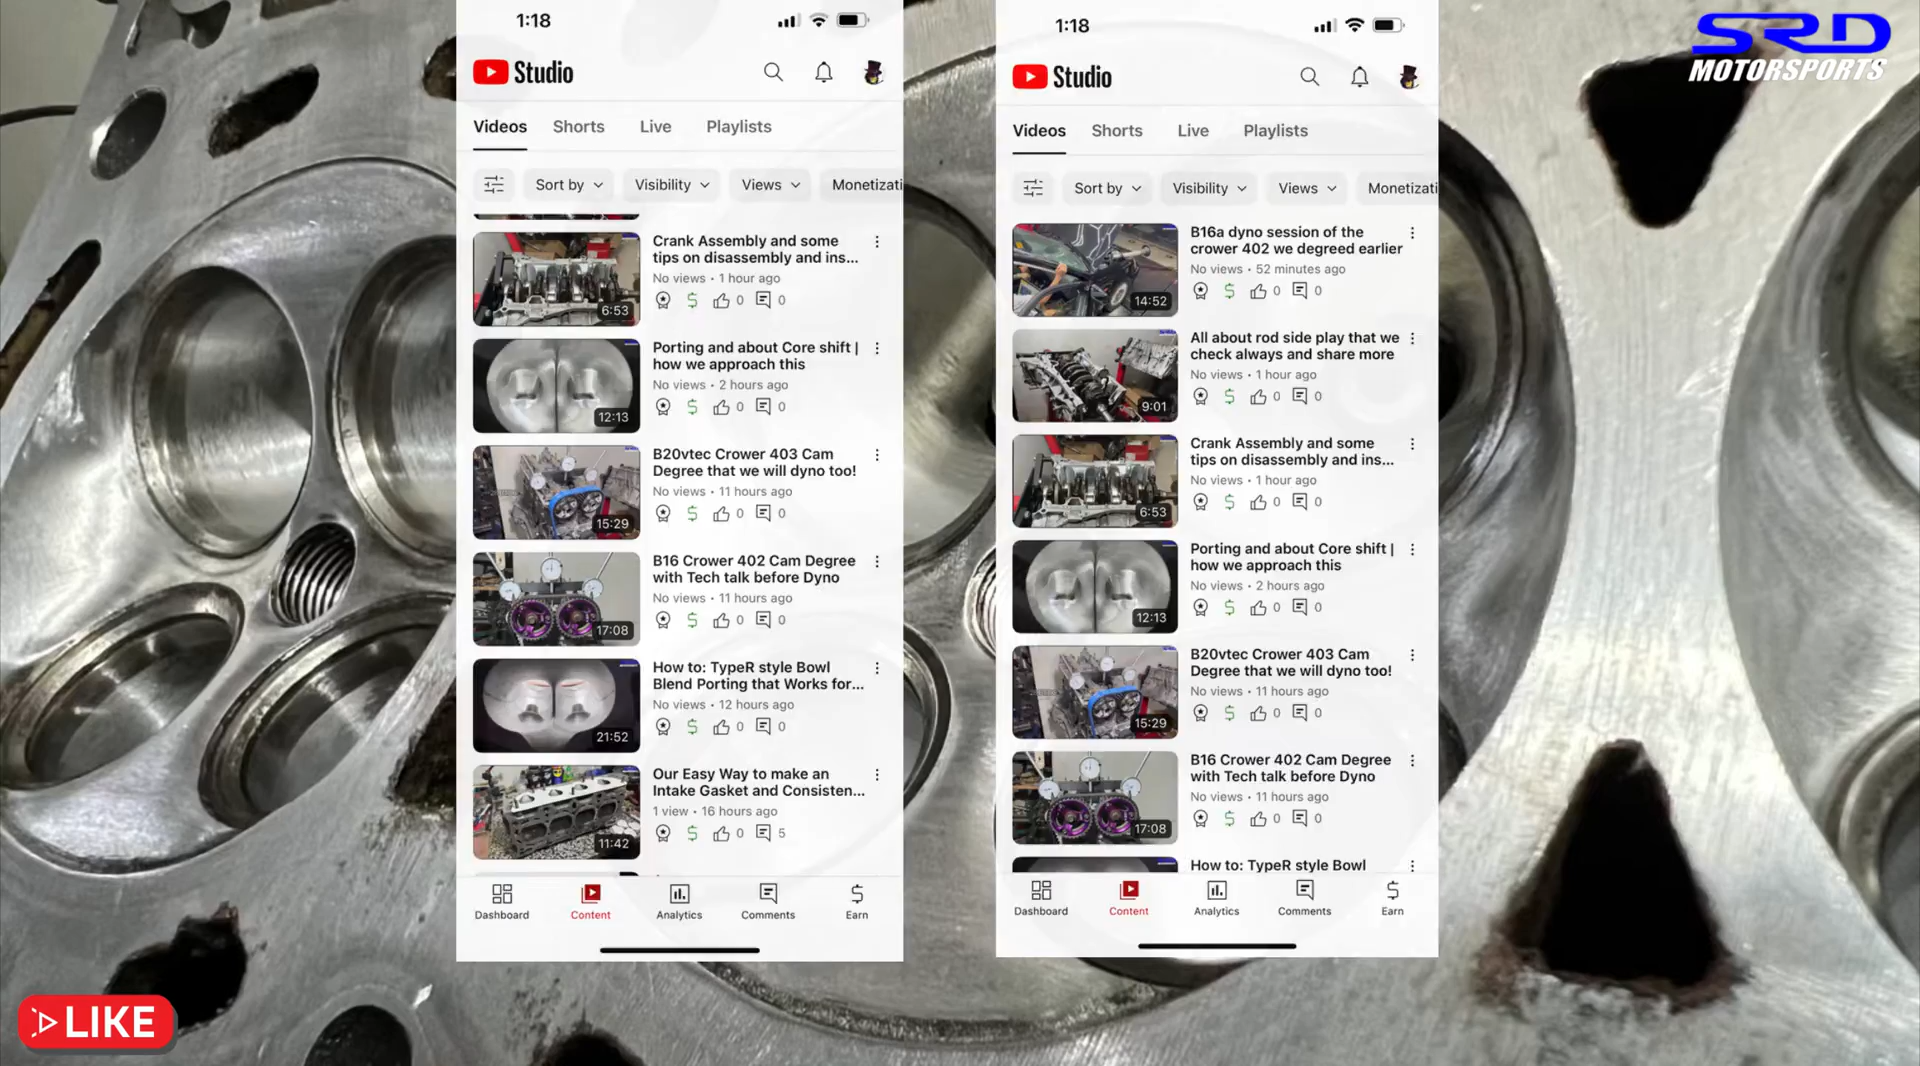 1:18
Studio
Videos Shorts Live Playlists
Sort by Visibility Views Monetizati
Crank Assembly and some
tips on disassembly and ins...
No views • 1 hour ago
0 0
6:53
Porting and about Core shift |
how we approach this
No views • 2 hours ago
0 0
12:13
B20vtec Crower 403 Cam
Degree that we will dyno too!
No views • 11 hours ago
0 0
15:29
B16 Crower 402 Cam Degree
with Tech talk before Dyno
No views • 11 hours ago
0 0
17:08
How to: TypeR style Bowl
Blend Porting that Works for...
No views • 12 hours ago
0 0
21:52
Our Easy Way to make an
Intake Gasket and Consisten...
1 view • 16 hours ago
0 5
11:42
Dashboard Content Analytics Comments Earn
1:18
Studio
Videos Shorts Live Playlists
Sort by Visibility Views Monetizati
B16a dyno session of the
crower 402 we degreed earlier
No views • 52 minutes ago
0 0
14:52
All about rod side play that we
check always and share more
No views • 1 hour ago
0 0
9:01
Crank Assembly and some
tips on disassembly and ins...
No views • 1 hour ago
0 0
6:53
Porting and about Core shift |
how we approach this
No views • 2 hours ago
0 0
12:13
B20vtec Crower 403 Cam
Degree that we will dyno too!
No views • 11 hours ago
0 0
15:29
B16 Crower 402 Cam Degree
with Tech talk before Dyno
No views • 11 hours ago
0 0
17:08
How to: TypeR style Bowl
Dashboard Content Analytics Comments Earn
SRD
MOTORSPORTS
LIKE